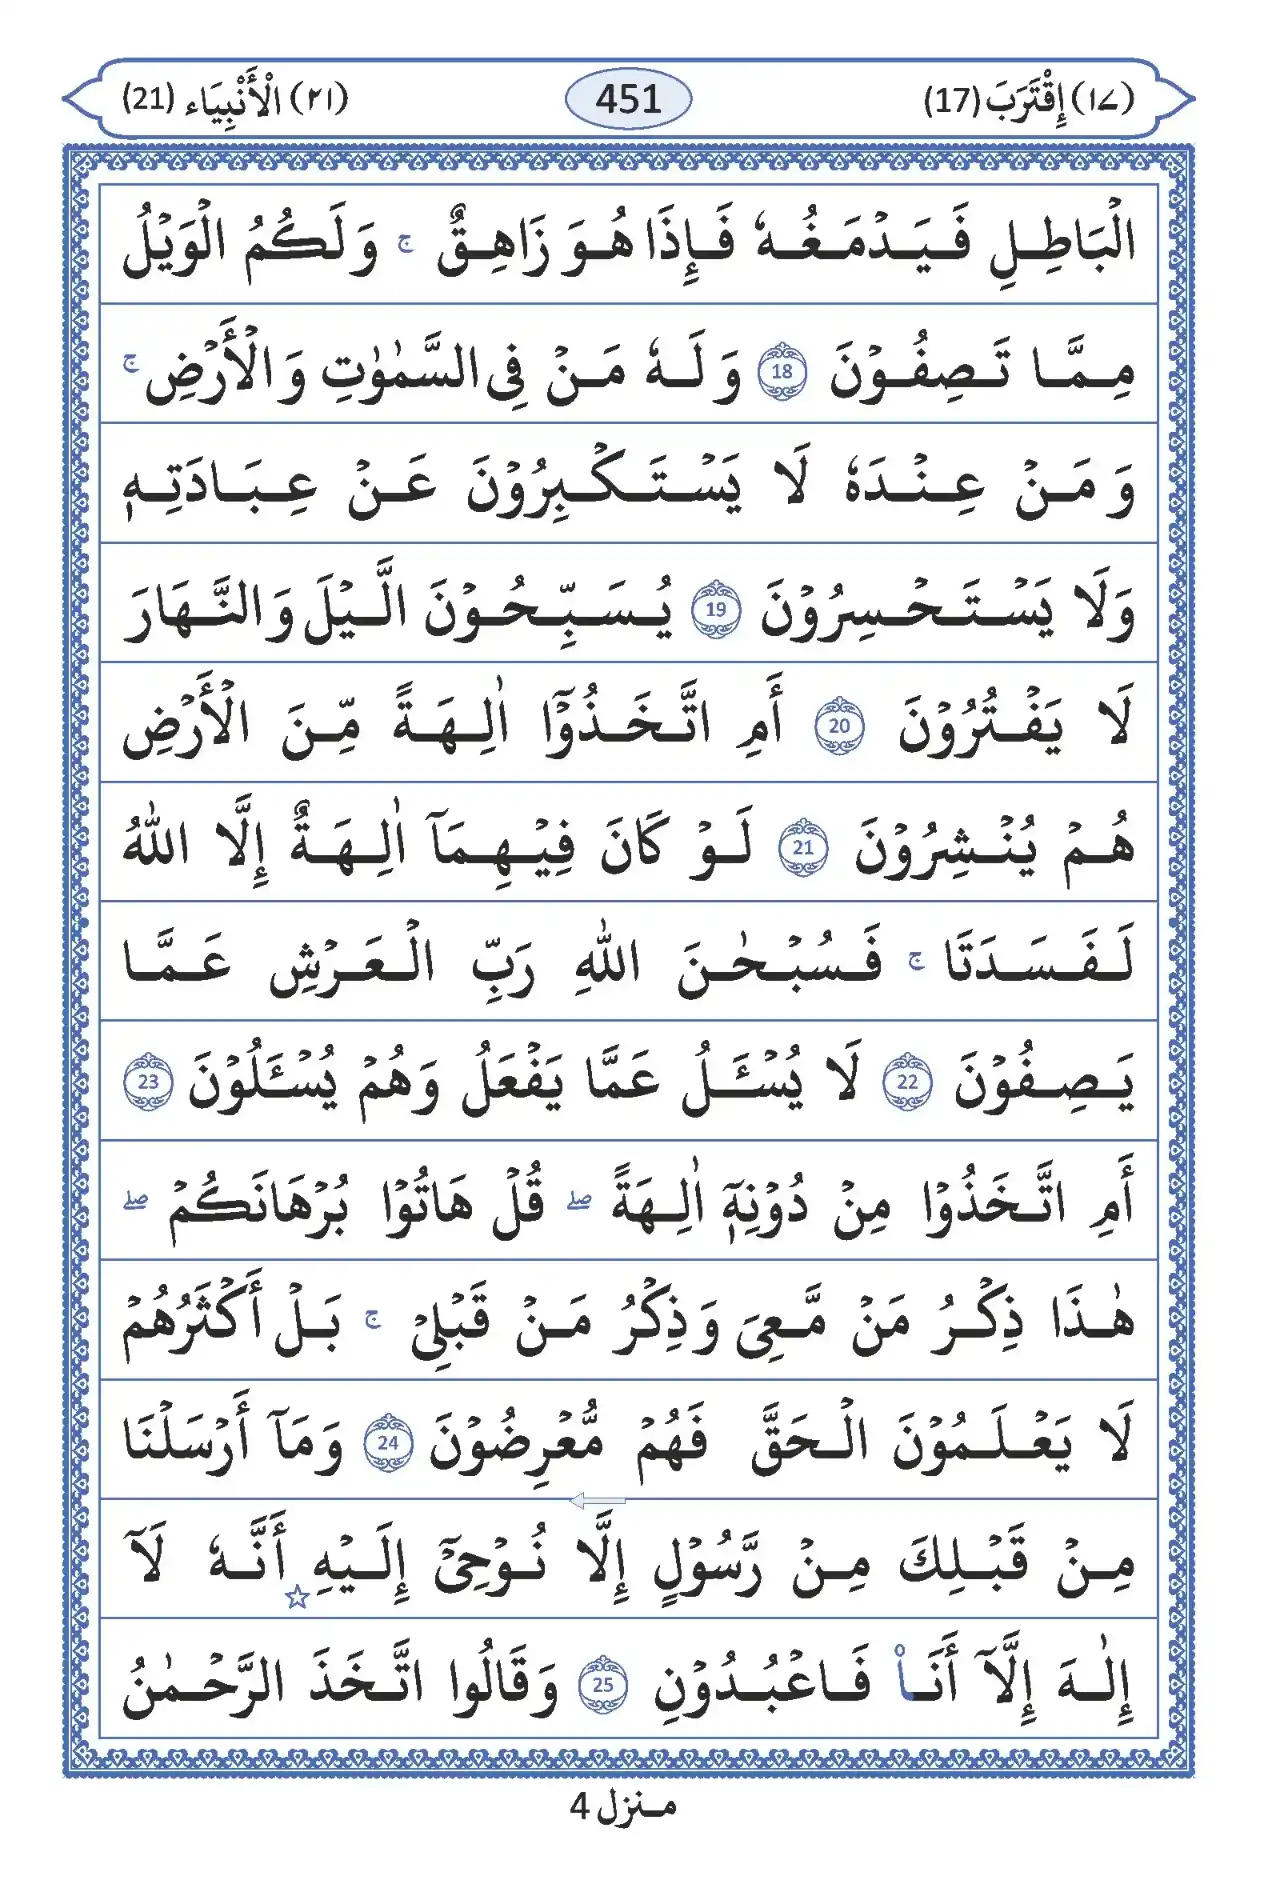 (١٧) إِقْتَرَبَ (17) 451 (٢١) الْأَنْبِيَاء (21)
الْبَاطِلِ فَيَدْمَغُهٗ فَإِذَا هُوَ زَاهِقٌ ۚ وَلَكُمُ الْوَيْلُ
مِمَّا تَصِفُوْنَ 18 وَلَهٗ مَنْ فِى السَّمٰوٰتِ وَالْأَرْضِ ۚ
وَمَنْ عِنْدَهٗ لَا يَسْتَكْبِرُوْنَ عَنْ عِبَادَتِهٖ
وَلَا يَسْتَحْسِرُوْنَ 19 يُسَبِّحُوْنَ الَّيْلَ وَالنَّهَارَ
لَا يَفْتُرُوْنَ 20 أَمِ اتَّخَذُوْٓا اٰلِهَةً مِّنَ الْأَرْضِ
هُمْ يُنْشِرُوْنَ 21 لَوْ كَانَ فِيْهِمَآ اٰلِهَةٌ إِلَّا اللّٰهُ
لَفَسَدَتَا ۚ فَسُبْحٰنَ اللّٰهِ رَبِّ الْعَرْشِ عَمَّا
يَصِفُوْنَ 22 لَا يُسْـَٔلُ عَمَّا يَفْعَلُ وَهُمْ يُسْـَٔلُوْنَ 23
أَمِ اتَّخَذُوْا مِنْ دُوْنِهٖٓ اٰلِهَةً ۖ قُلْ هَاتُوْا بُرْهَانَكُمْ ۖ
هٰذَا ذِكْرُ مَنْ مَّعِىَ وَذِكْرُ مَنْ قَبْلِىْ ۚ بَلْ أَكْثَرُهُمْ
لَا يَعْلَمُوْنَ الْحَقَّ فَهُمْ مُّعْرِضُوْنَ 24 وَمَآ أَرْسَلْنَا
مِنْ قَبْلِكَ مِنْ رَّسُوْلٍ إِلَّا نُوْحِىْٓ إِلَيْهِ أَنَّهٗ لَآ
إِلٰهَ إِلَّآ أَنَا۠ فَاعْبُدُوْنِ 25 وَقَالُوا اتَّخَذَ الرَّحْمٰنُ
منزل 4